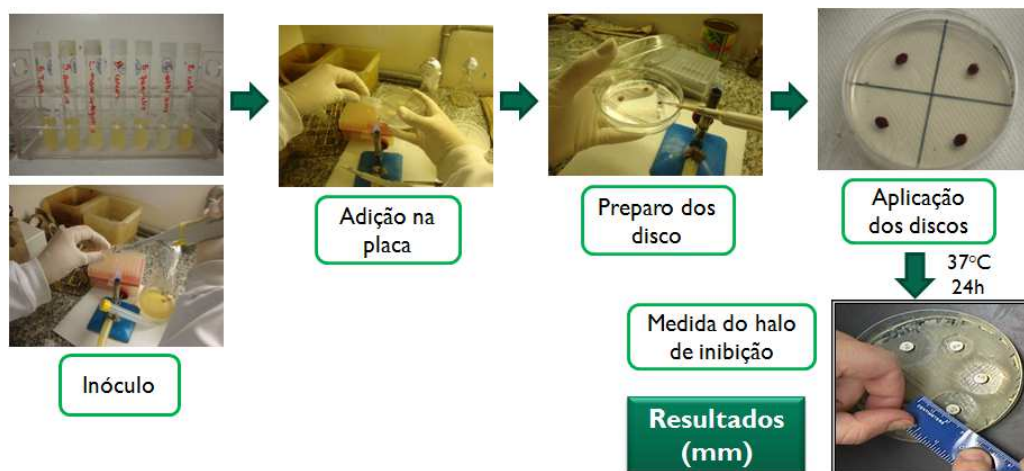 Inóculo
Adição na
placa
Preparo dos
disco
Aplicação
dos discos
37°C
24h
Medida do halo
de inibição
Resultados
(mm)